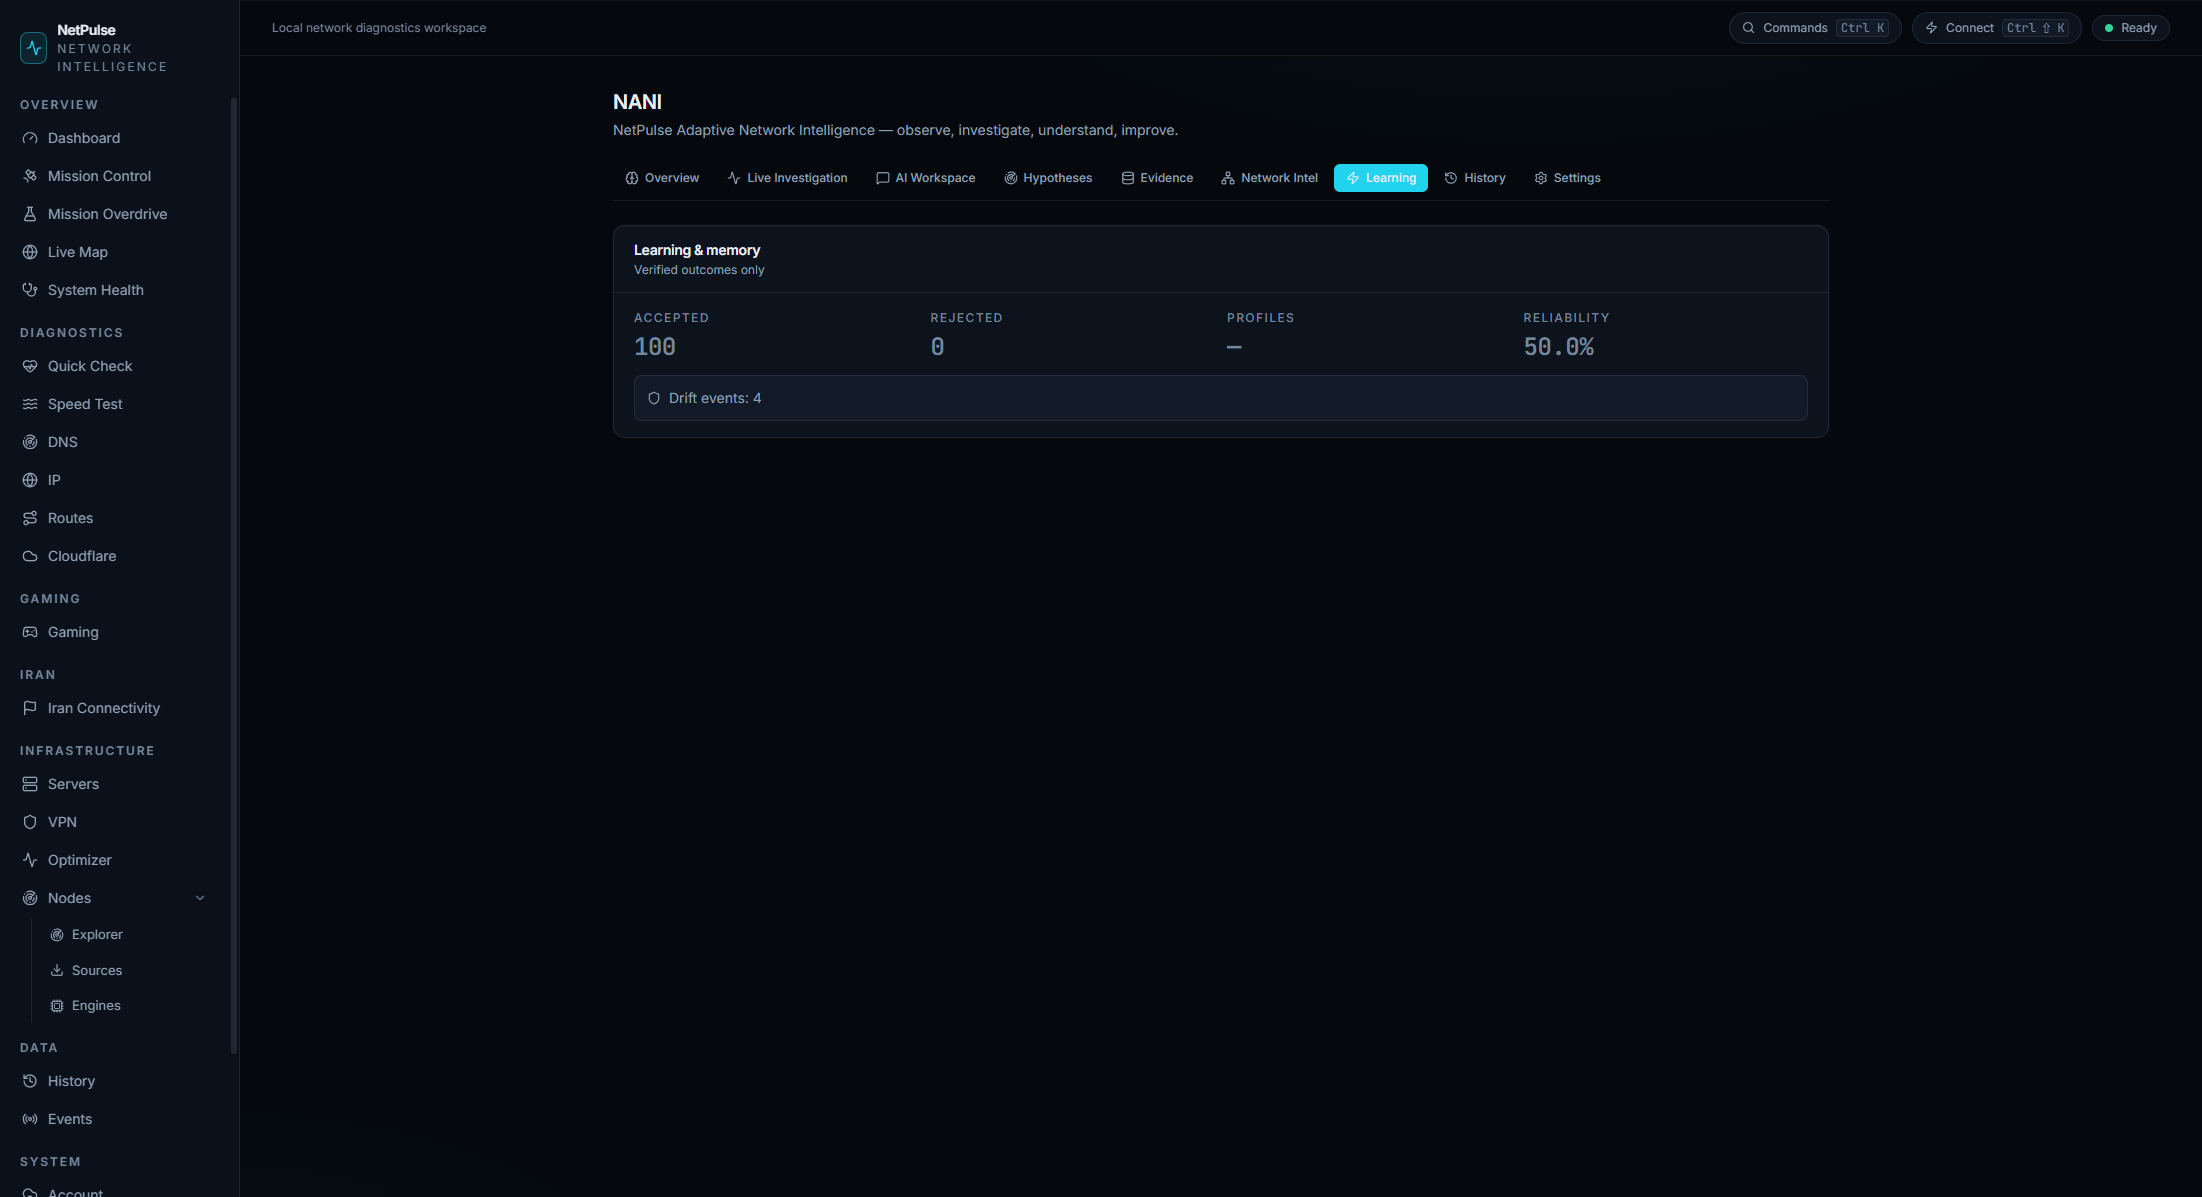 NetPulse
NETWORK
INTELLIGENCE
OVERVIEW
Dashboard
Mission Control
Mission Overdrive
Live Map
System Health
DIAGNOSTICS
Quick Check
Speed Test
DNS
IP
Routes
Cloudflare
GAMING
Gaming
IRAN
Iran Connectivity
INFRASTRUCTURE
Servers
VPN
Optimizer
Nodes
Explorer
Sources
Engines
DATA
History
Events
SYSTEM
Account
Local network diagnostics workspace
Commands Ctrl K
Connect Ctrl ⇧ K
Ready
NANI
NetPulse Adaptive Network Intelligence — observe, investigate, understand, improve.
Overview Live Investigation AI Workspace Hypotheses Evidence Network Intel Learning History Settings
Learning & memory
Verified outcomes only
ACCEPTED REJECTED PROFILES RELIABILITY
100 0 — 50.0%
Drift events: 4